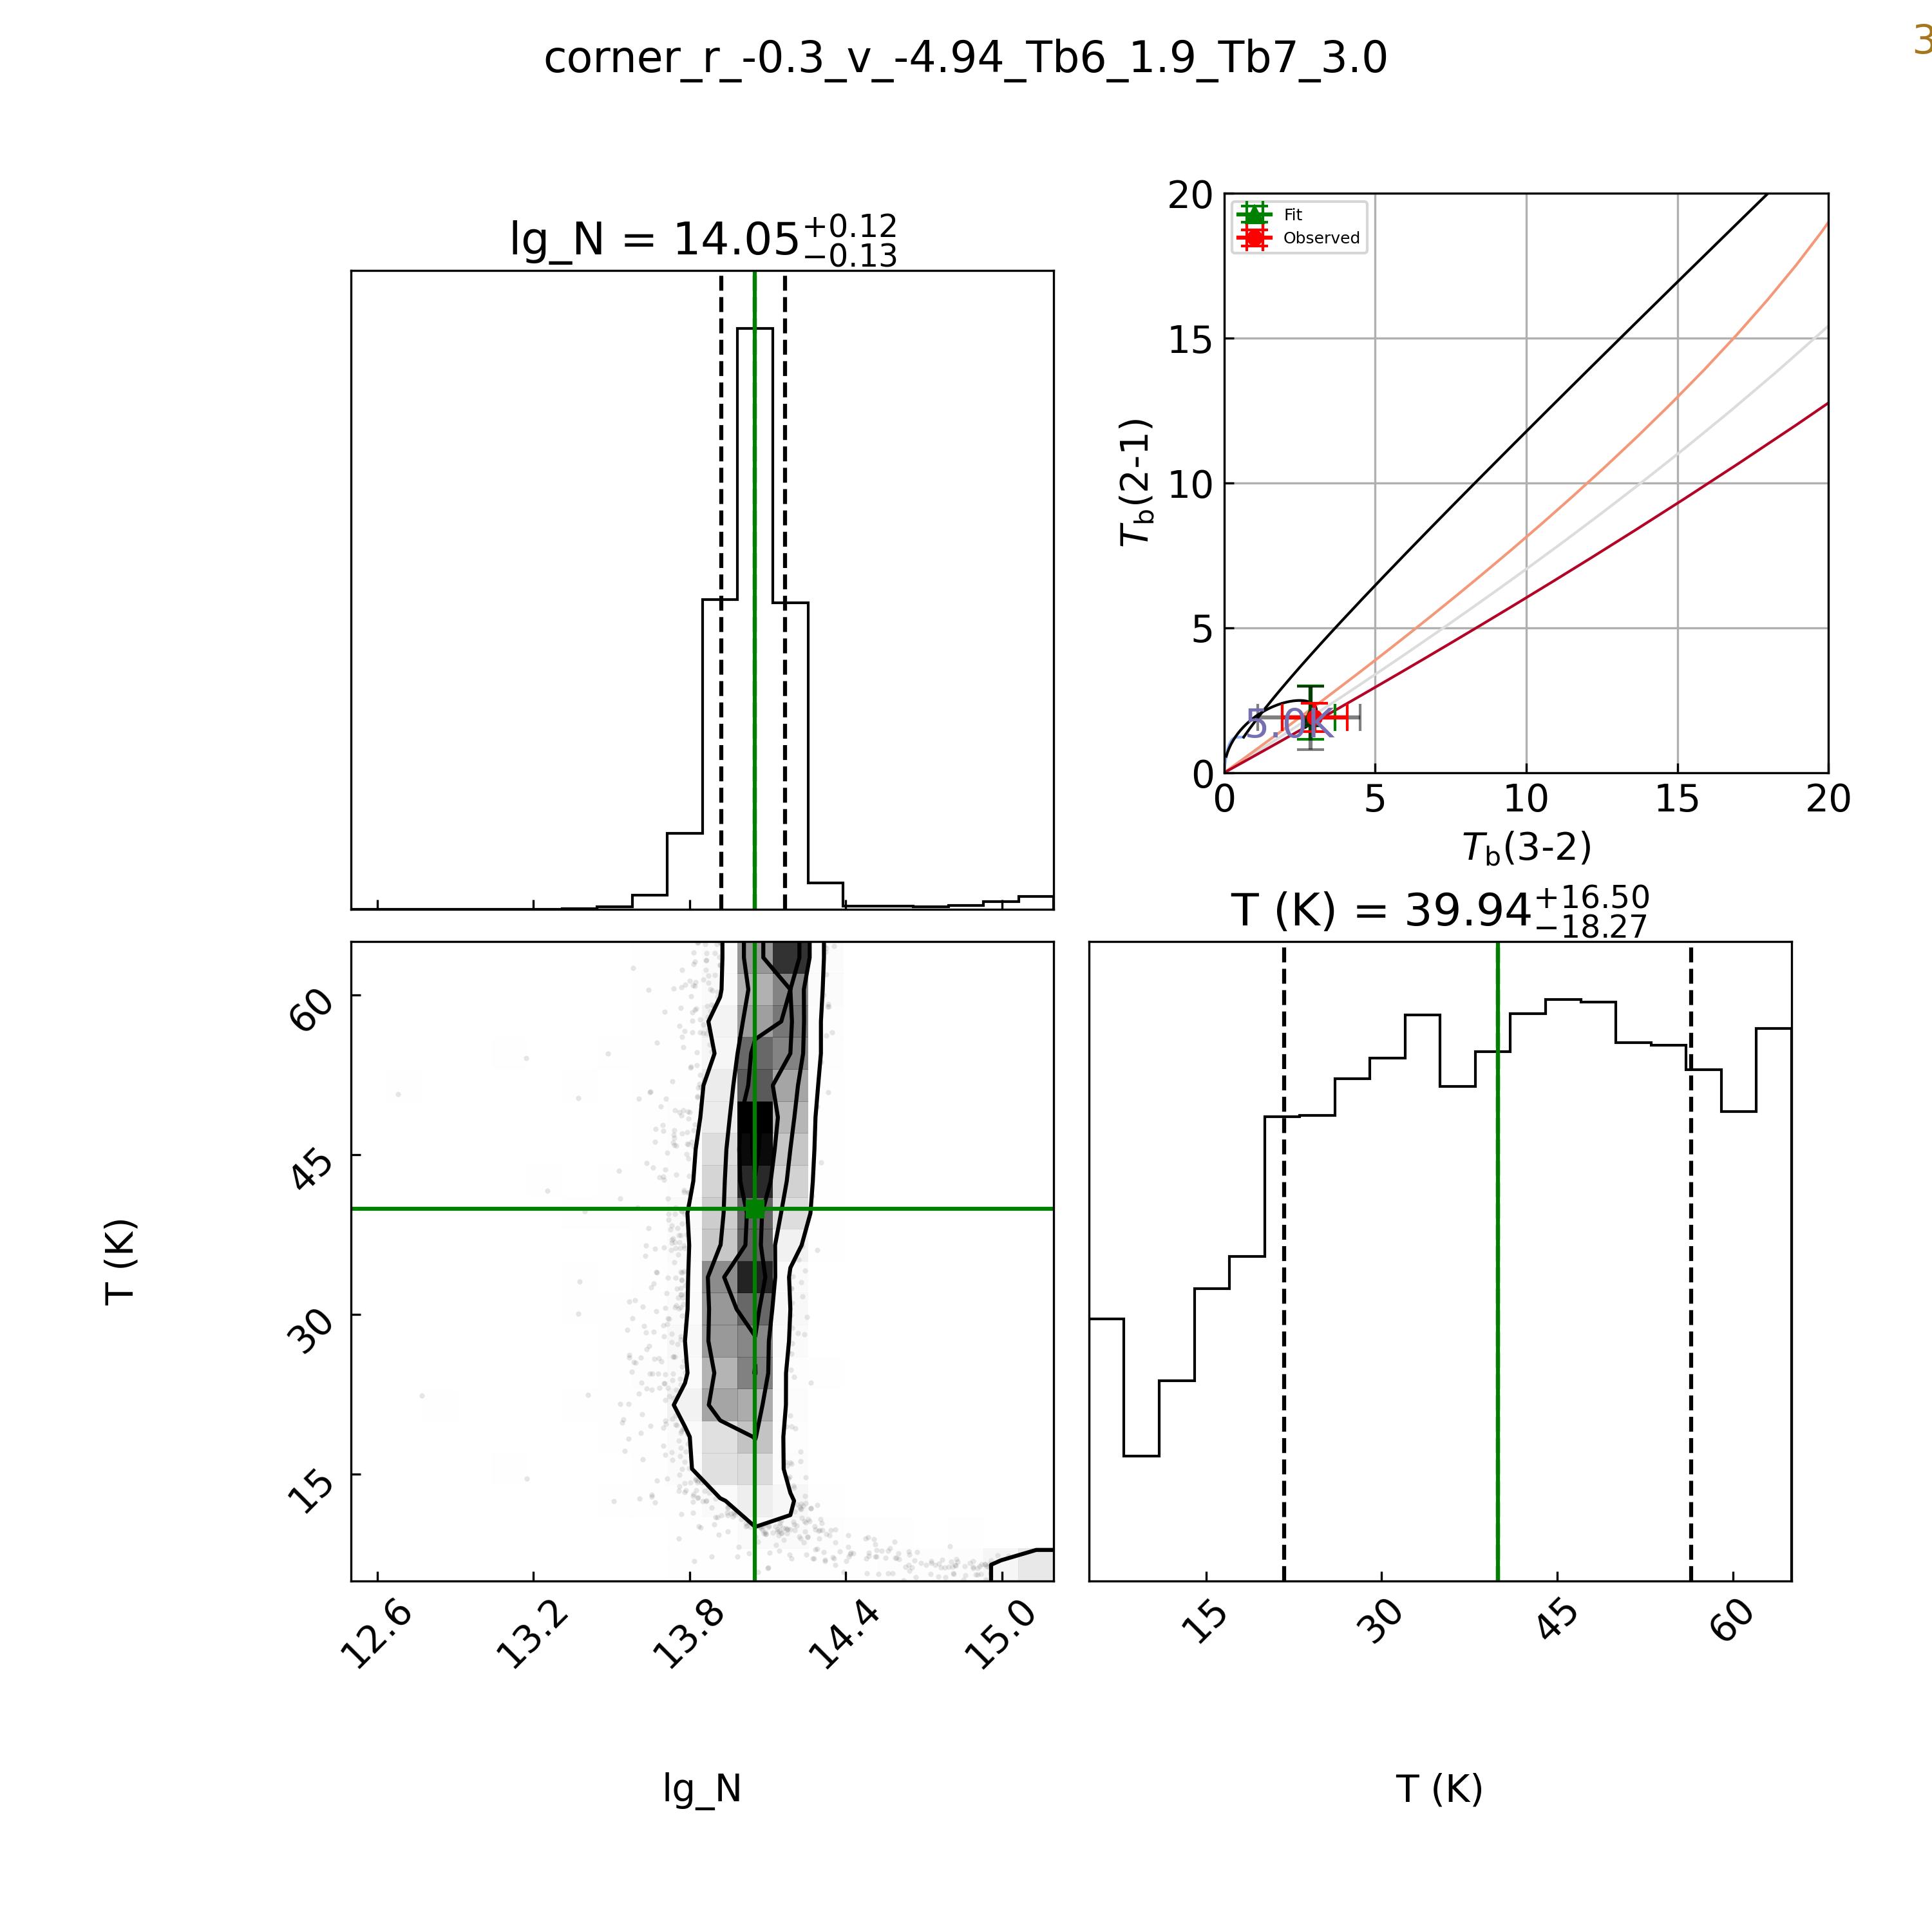 3
corner_r_-0.3_v_-4.94_Tb6_1.9_Tb7_3.0
lg_N = 14.05+0.12 −0.13
20
15
10
5
0
Tb(2-1)
Fit
Observed
5.0K
0 5 10 15 20
Tb(3-2)
T (K) = 39.94+16.50 −18.27
60
45
30
15
T (K)
12.6 13.2 13.8 14.4 15.0
lg_N
15 30 45 60
T (K)